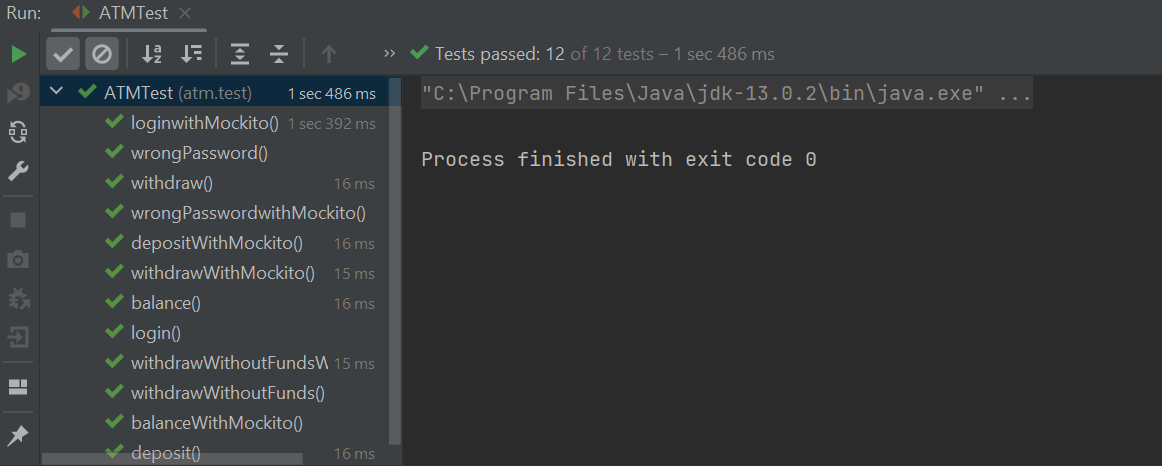 Run: ATMTest
» Tests passed: 12 of 12 tests – 1 sec 486 ms
ATMTest (atm.test) 1 sec 486 ms
loginwithMockito() 1 sec 392 ms
wrongPassword()
withdraw() 16 ms
wrongPasswordwithMockito()
depositWithMockito() 16 ms
withdrawWithMockito() 15 ms
balance() 16 ms
login()
withdrawWithoutFundsW 15 ms
withdrawWithoutFunds()
balanceWithMockito()
deposit() 16 ms
"C:\Program Files\Java\jdk-13.0.2\bin\java.exe" ...
Process finished with exit code 0